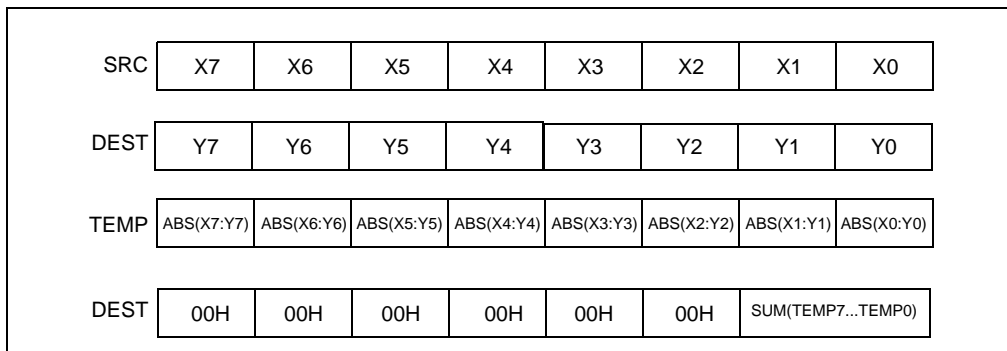 SRC X7 X6 X5 X4 X3 X2 X1 X0
DEST Y7 Y6 Y5 Y4 Y3 Y2 Y1 Y0
TEMP ABS(X7:Y7) ABS(X6:Y6) ABS(X5:Y5) ABS(X4:Y4) ABS(X3:Y3) ABS(X2:Y2) ABS(X1:Y1) ABS(X0:Y0)
DEST 00H 00H 00H 00H 00H 00H SUM(TEMP7...TEMP0)